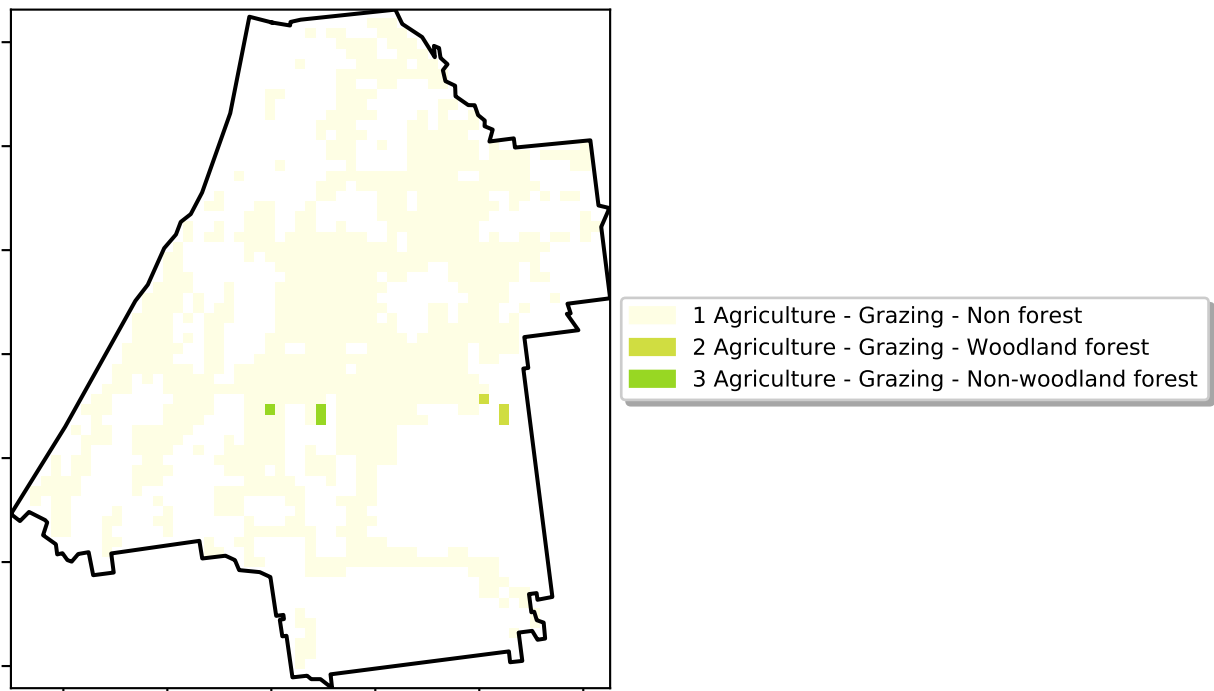 1 Agriculture - Grazing - Non forest
2 Agriculture - Grazing - Woodland forest
3 Agriculture - Grazing - Non-woodland forest